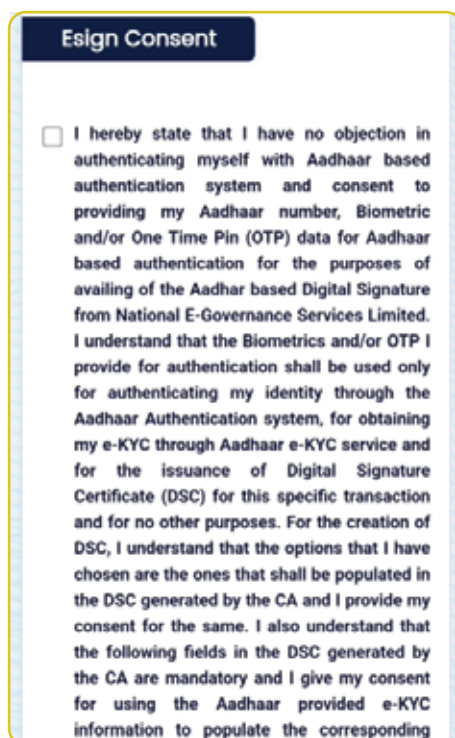 Esign Consent
I hereby state that I have no objection in
authenticating myself with Aadhaar based
authentication system and consent to
providing my Aadhaar number, Biometric
and/or One Time Pin (OTP) data for Aadhaar
based authentication for the purposes of
availing of the Aadhar based Digital Signature
from National E-Governance Services Limited.
I understand that the Biometrics and/or OTP I
provide for authentication shall be used only
for authenticating my identity through the
Aadhaar Authentication system, for obtaining
my e-KYC through Aadhaar e-KYC service and
for the issuance of Digital Signature
Certificate (DSC) for this specific transaction
and for no other purposes. For the creation of
DSC, I understand that the options that I have
chosen are the ones that shall be populated in
the DSC generated by the CA and I provide my
consent for the same. I also understand that
the following fields in the DSC generated by
the CA are mandatory and I give my consent
for using the Aadhaar provided e-KYC
information to populate the corresponding